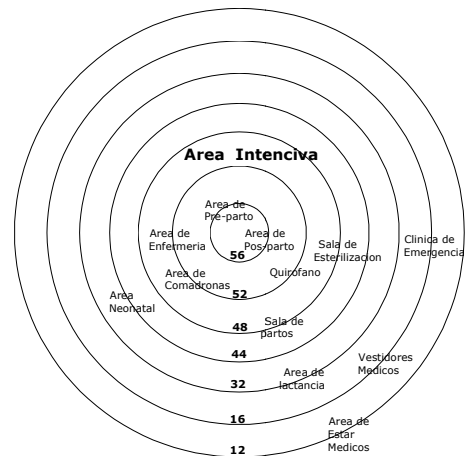 Area Intenciva
Area de
Pre-parto
Area de
Enfermeria
Area de
Pos-parto
56
Sala de
Esterilizacion
Clinica de
Emergencia
Area de
Comadronas
Quirofano
52
Area
Neonatal
48
Sala de
partos
44
Vestidores
Medicos
Area de
lactancia
32
16
Area de
Estar
Medicos
12